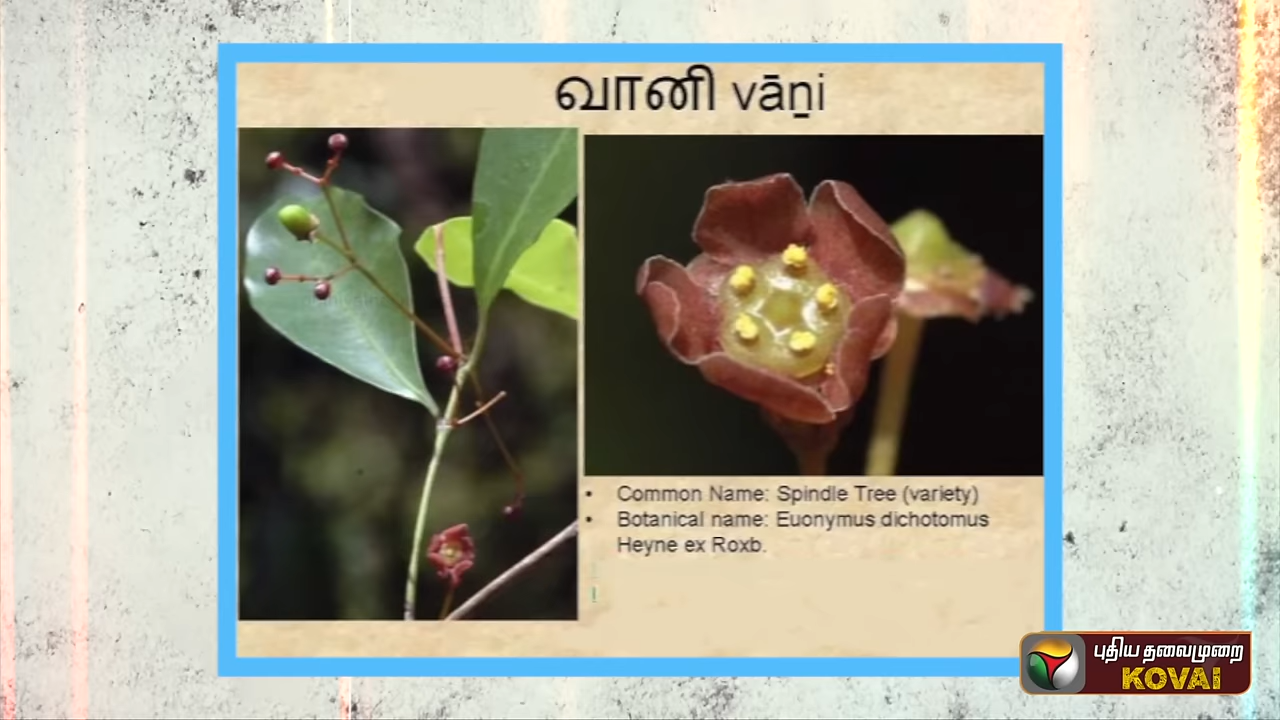 வானி vāṉi
• Common Name: Spindle Tree (variety)
• Botanical name: Euonymus dichotomus
Heyne ex Roxb.
புதிய தலைமுறை
KOVAI